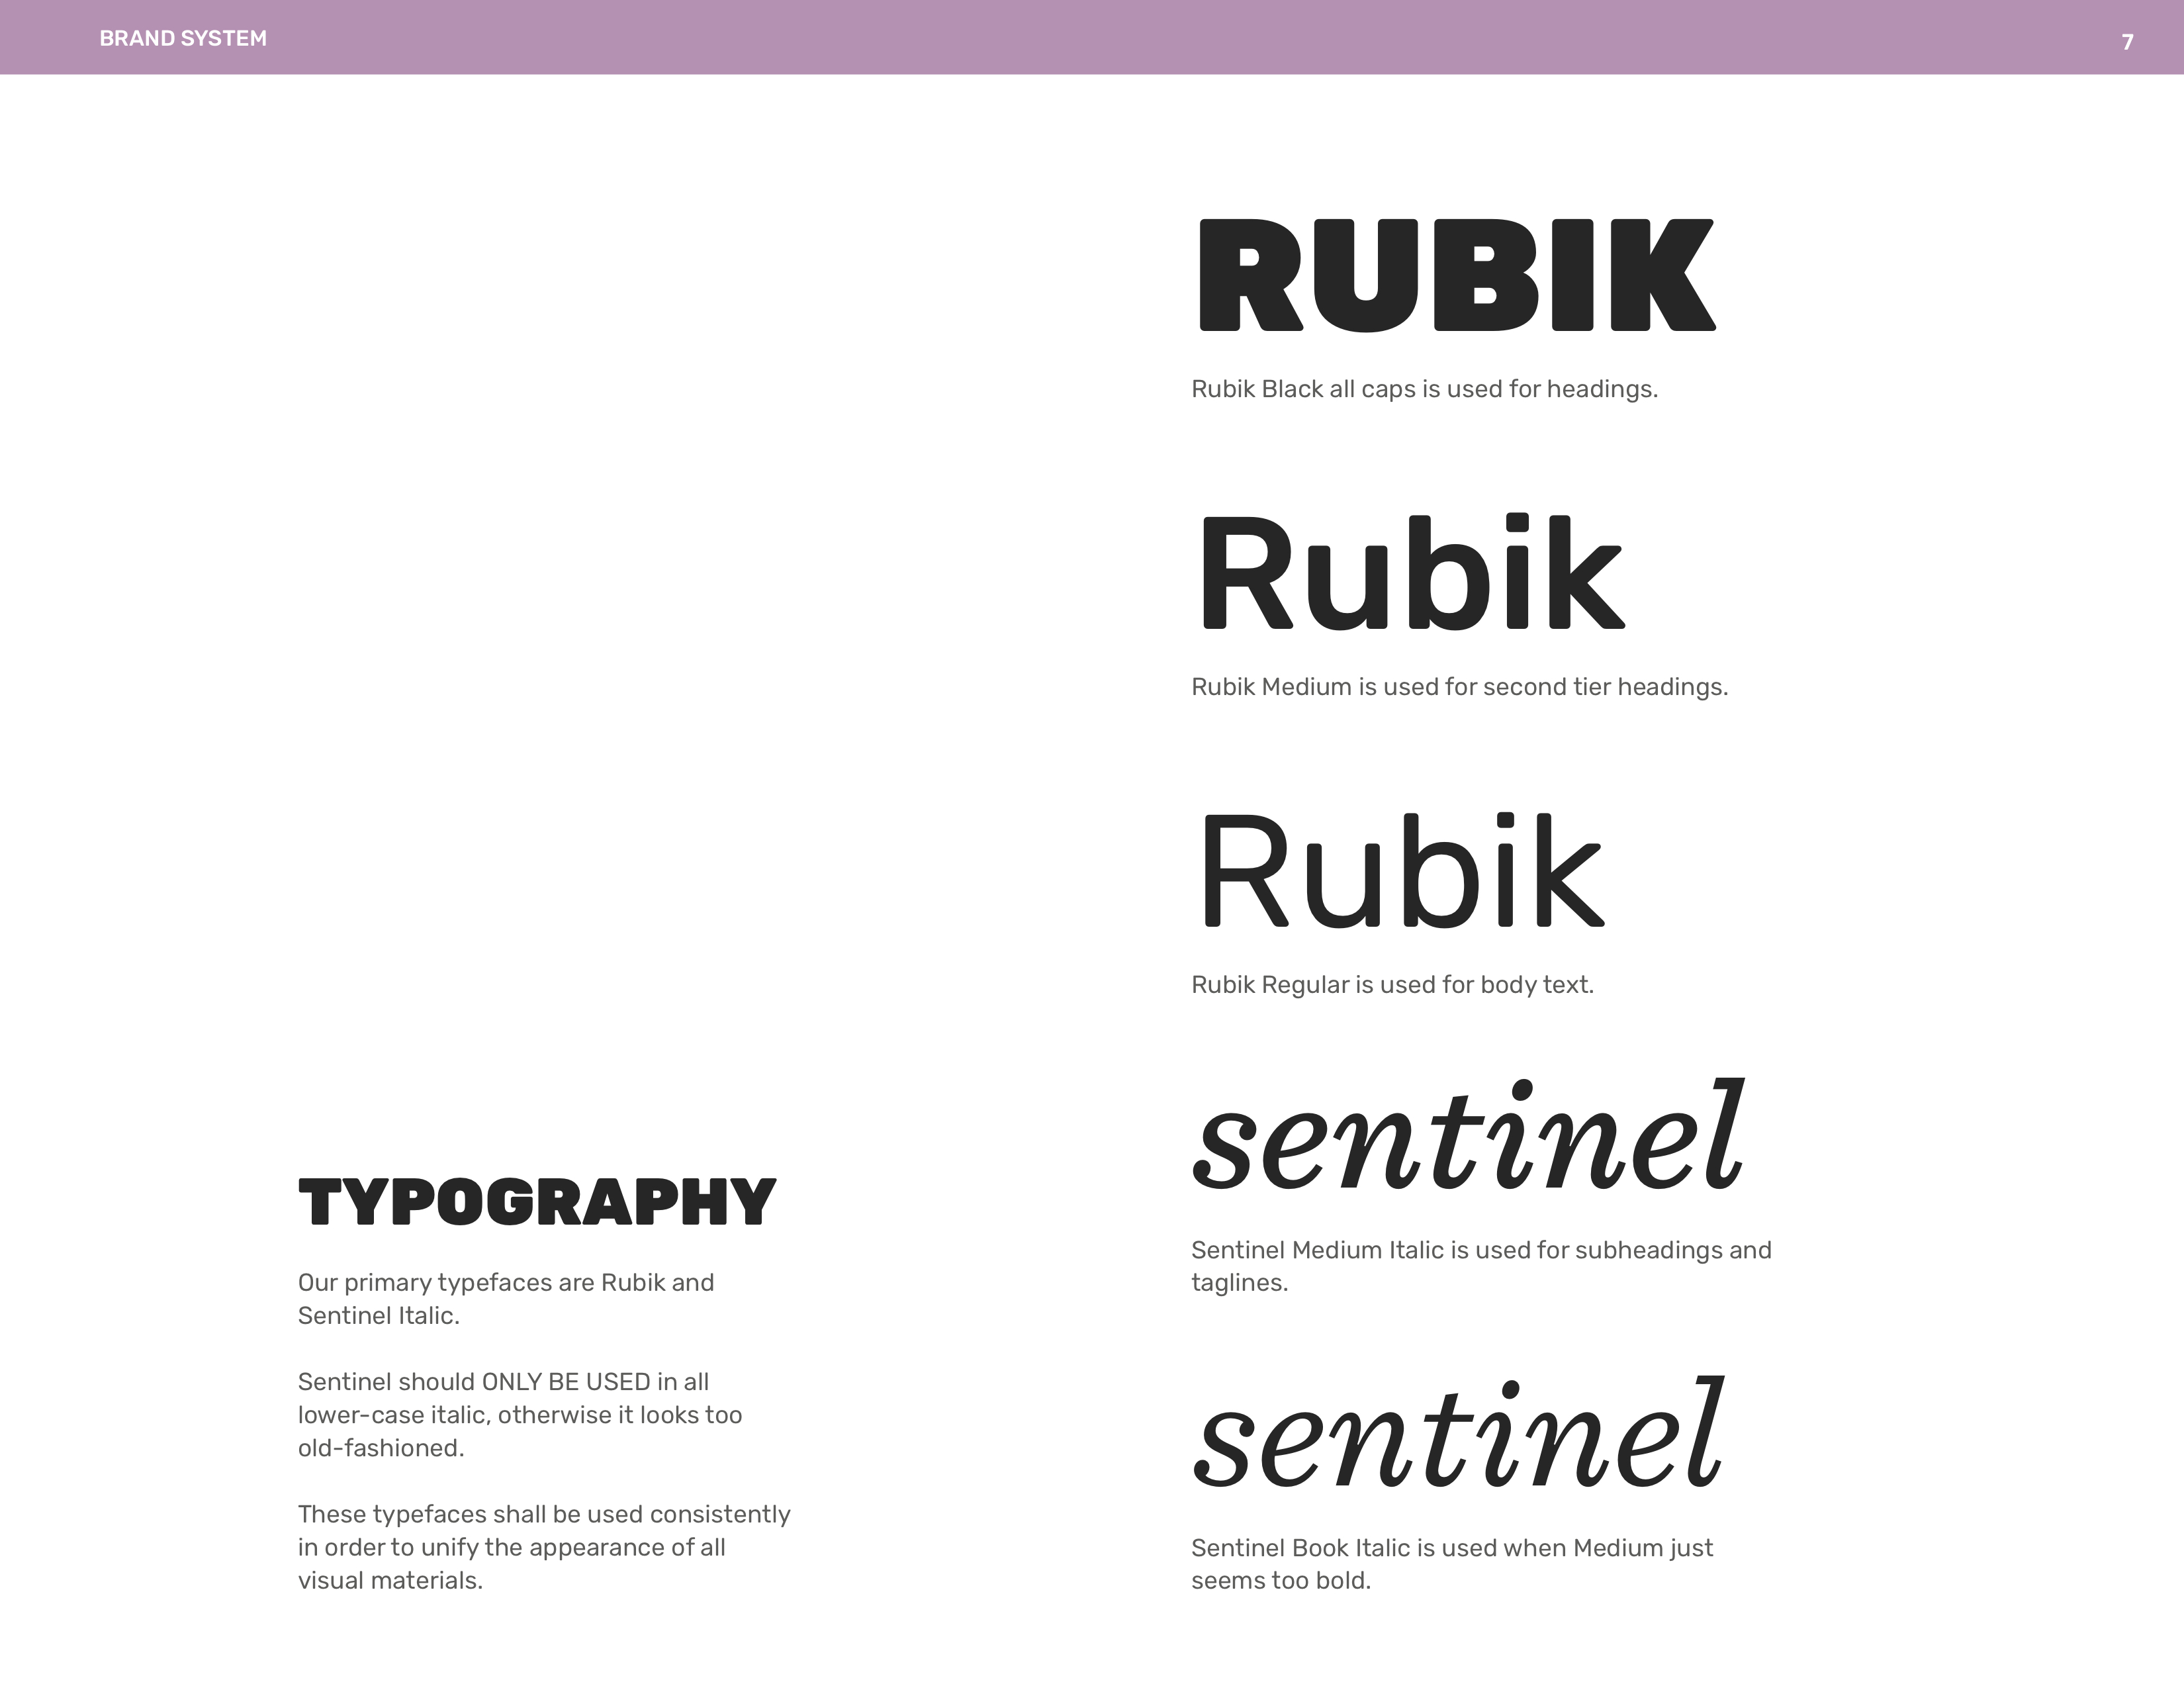 BRAND SYSTEM
7
TYPOGRAPHY
Our primary typefaces are Rubik and
Sentinel Italic.
Sentinel should ONLY BE USED in all
lower-case italic, otherwise it looks too
old-fashioned.
These typefaces shall be used consistently
in order to unify the appearance of all
visual materials.
RUBIK
Rubik Black all caps is used for headings.
Rubik
Rubik Medium is used for second tier headings.
Rubik
Rubik Regular is used for body text.
sentinel
Sentinel Medium Italic is used for subheadings and
taglines.
sentinel
Sentinel Book Italic is used when Medium just
seems too bold.